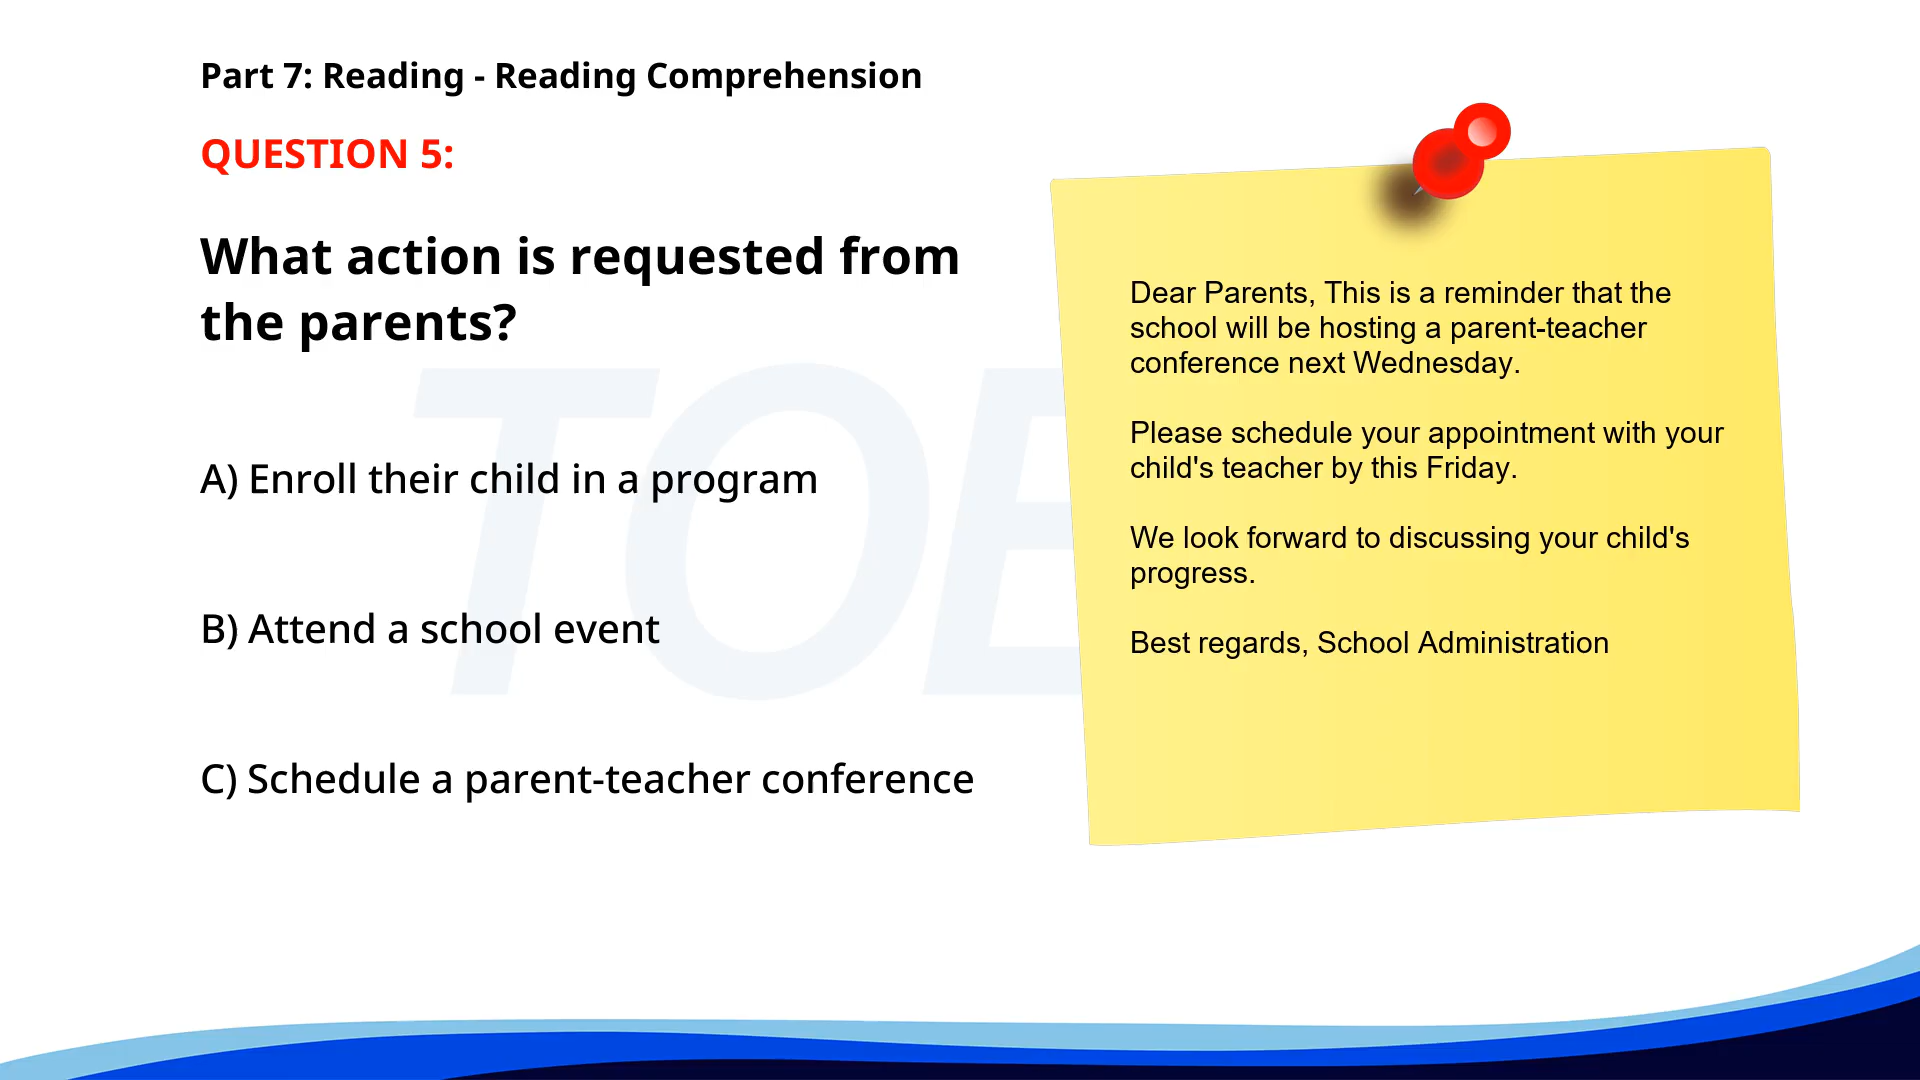 Part 7: Reading - Reading Comprehension
QUESTION 5:
What action is requested from
the parents?
A) Enroll their child in a program
B) Attend a school event
C) Schedule a parent-teacher conference
Dear Parents, This is a reminder that the
school will be hosting a parent-teacher
conference next Wednesday.
Please schedule your appointment with your
child's teacher by this Friday.
We look forward to discussing your child's
progress.
Best regards, School Administration
TOE